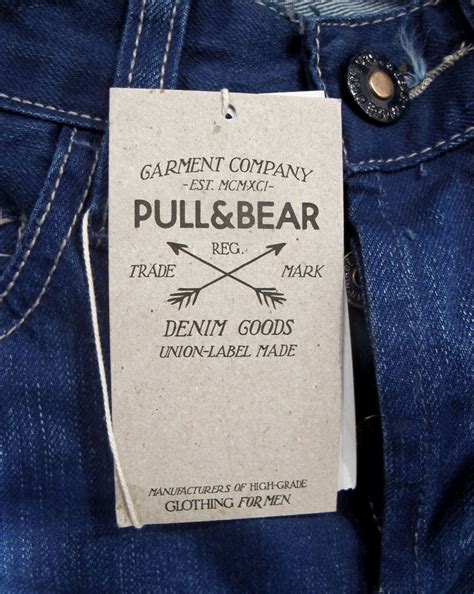 GARMENT COMPANY
-EST. MCMXCI-
PULL&BEAR
REG.
TRADE MARK
DENIM GOODS
UNION-LABEL MADE
MANUFACTURERS OF HIGH-GRADE
CLOTHING FOR MEN